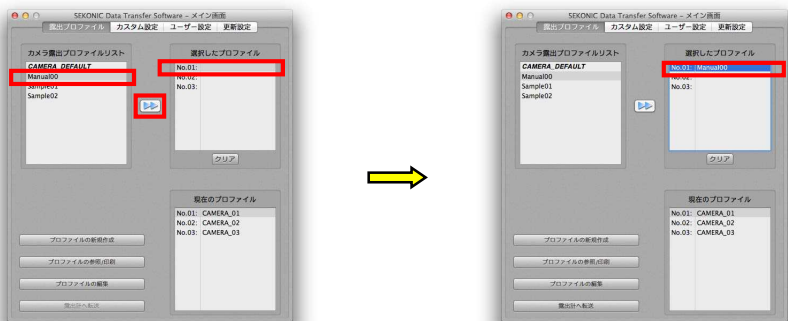 SEKONIC Data Transfer Software – メイン画面
露出プロファイル カスタム設定 ユーザー設定 更新設定
カメラ露出プロファイルリスト
CAMERA_DEFAULT
Manual00
Sample01
Sample02
選択したプロファイル
No.01:
No.02:
No.03:
クリア
現在のプロファイル
No.01: CAMERA_01
No.02: CAMERA_02
No.03: CAMERA_03
プロファイルの新規作成
プロファイルの参照/印刷
プロファイルの編集
露出計へ転送
SEKONIC Data Transfer Software – メイン画面
露出プロファイル カスタム設定 ユーザー設定 更新設定
カメラ露出プロファイルリスト
CAMERA_DEFAULT
Manual00
Sample01
Sample02
選択したプロファイル
No.01: Manual00
No.02:
No.03:
クリア
現在のプロファイル
No.01: CAMERA_01
No.02: CAMERA_02
No.03: CAMERA_03
プロファイルの新規作成
プロファイルの参照/印刷
プロファイルの編集
露出計へ転送